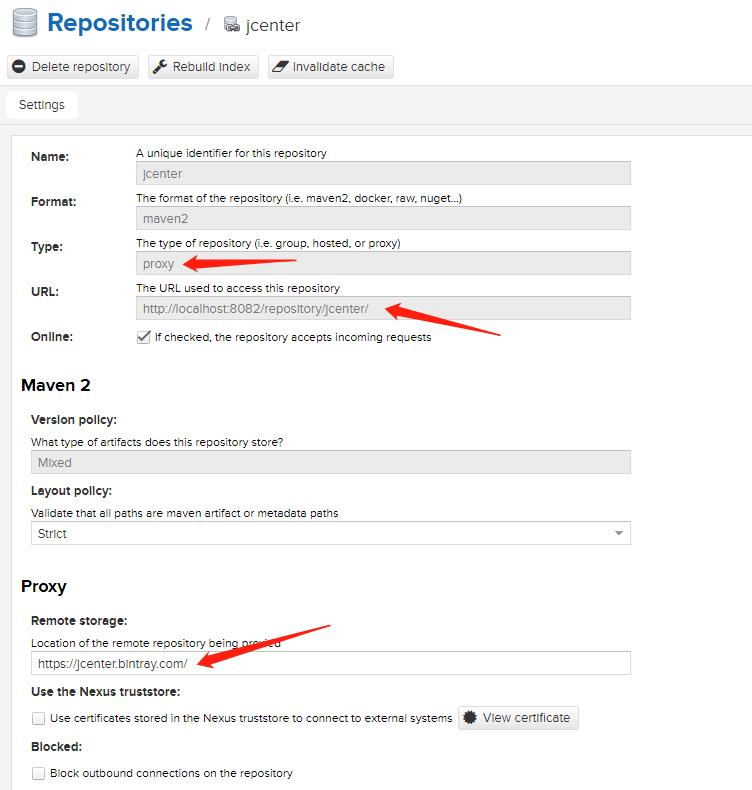 Repositories / jcenter
Delete repository Rebuild index Invalidate cache
Settings
Name: A unique identifier for this repository
jcenter
Format: The format of the repository (i.e. maven2, docker, raw, nuget...)
maven2
Type: The type of repository (i.e. group, hosted, or proxy)
proxy
URL: The URL used to access this repository
http://localhost:8082/repository/jcenter/
Online: If checked, the repository accepts incoming requests
Maven 2
Version policy:
What type of artifacts does this repository store?
Mixed
Layout policy:
Validate that all paths are maven artifact or metadata paths
Strict
Proxy
Remote storage:
Location of the remote repository being proxied
https://jcenter.bintray.com/
Use the Nexus truststore:
Use certificates stored in the Nexus truststore to connect to external systems View certificate
Blocked:
Block outbound connections on the repository